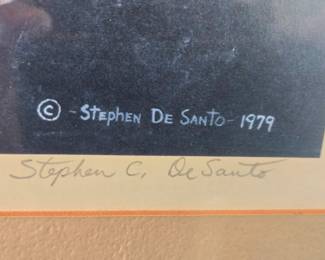 © - Stephen De Santo - 1979
Stephen C. DeSanto